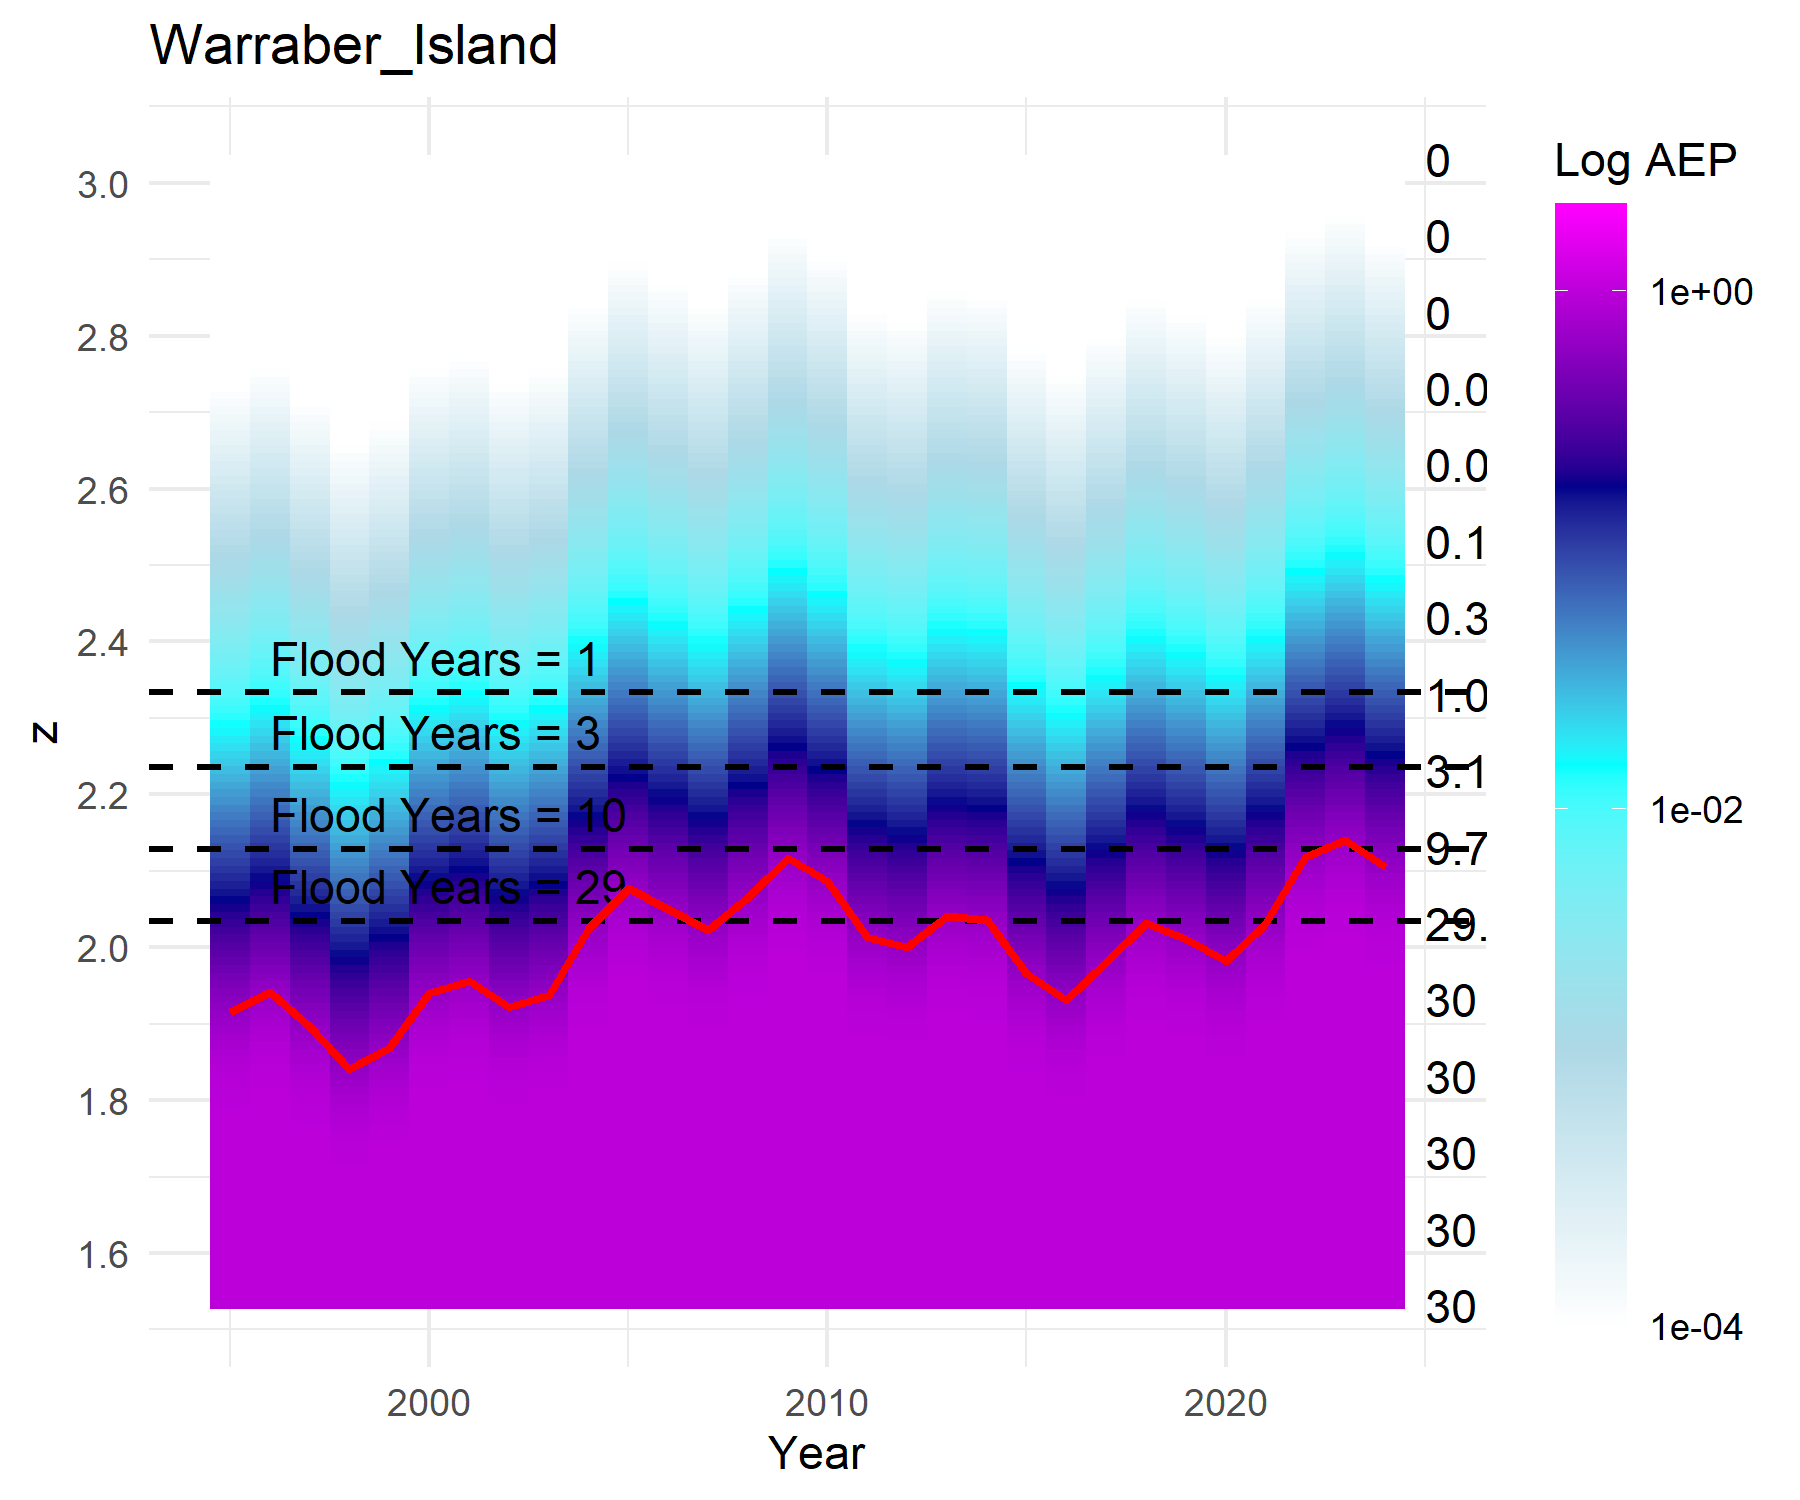 Warraber_Island
Log AEP
1e+00
1e-02
1e-04
z
3.0
2.8
2.6
2.4
2.2
2.0
1.8
1.6
Flood Years = 1
Flood Years = 3
Flood Years = 10
Flood Years = 29
0
0
0
0.0
0.0
0.1
0.3
1.0
3.1
9.7
29.
30
30
30
30
30
2000
2010
2020
Year